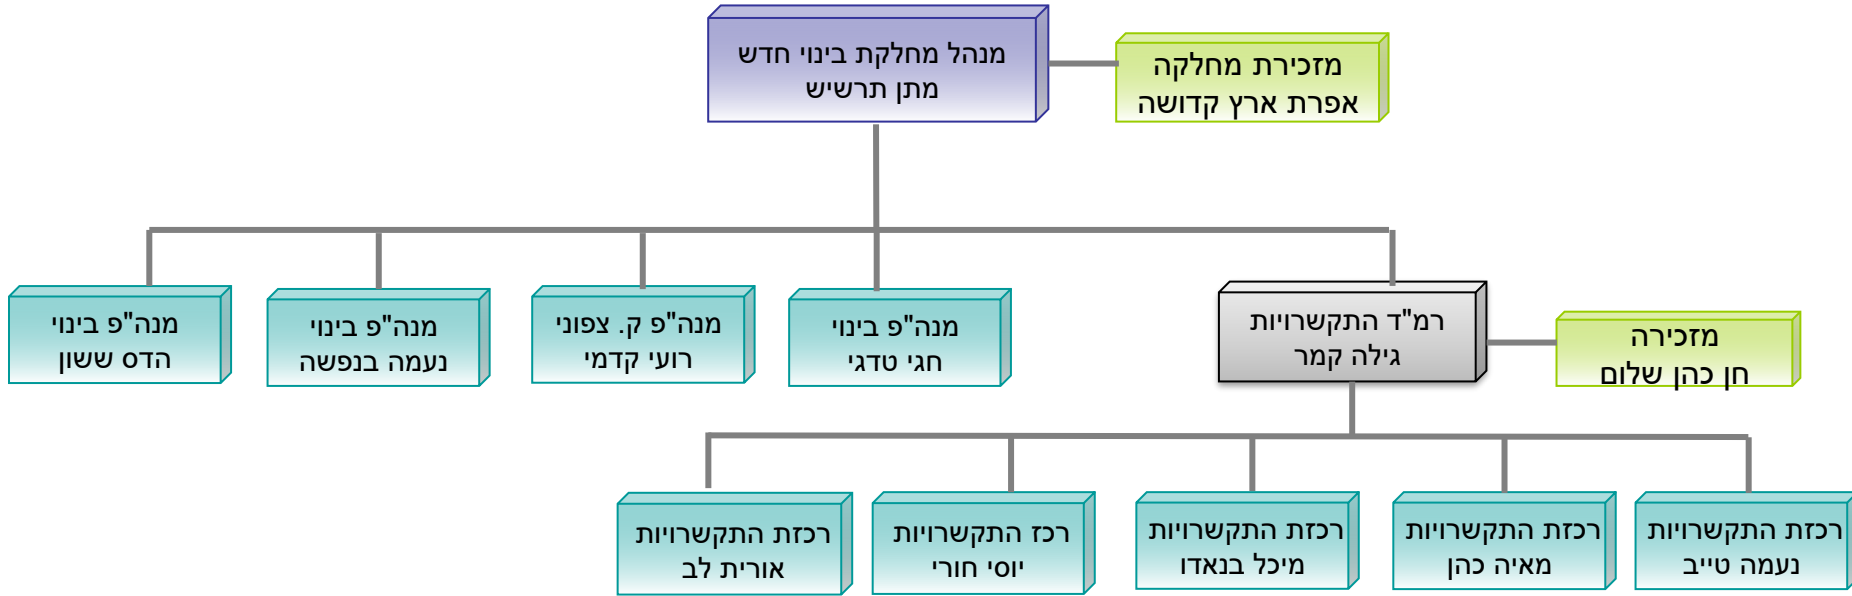 מנהל מחלקת בינוי חדש
מתן תרשיש
מזכירת מחלקה
אפרת ארץ קדושה
רמ"ד התקשרויות
גילה קמר
מזכירה
חן כהן שלום
מנה"פ בינוי
חגי טדגי
מנה"פ ק. צפוני
רועי קדמי
מנה"פ בינוי
נעמה בנפשה
מנה"פ בינוי
הדס ששון
רכזת התקשרויות
נעמה טייב
רכזת התקשרויות
מאיה כהן
רכזת התקשרויות
מיכל בנאדו
רכז התקשרויות
יוסי חורי
רכזת התקשרויות
אורית לב